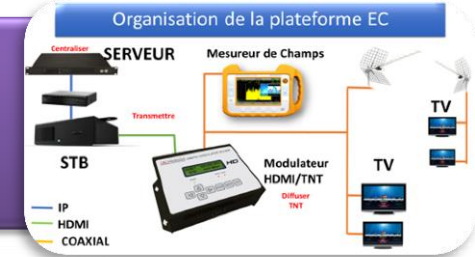 Organisation de la plateforme EC
Centraliser
SERVEUR
Mesureur de Champs
Transmettre
STB
Modulateur
HDMI/TNT
Diffuser
TNT
TV
TV
IP
HDMI
COAXIAL